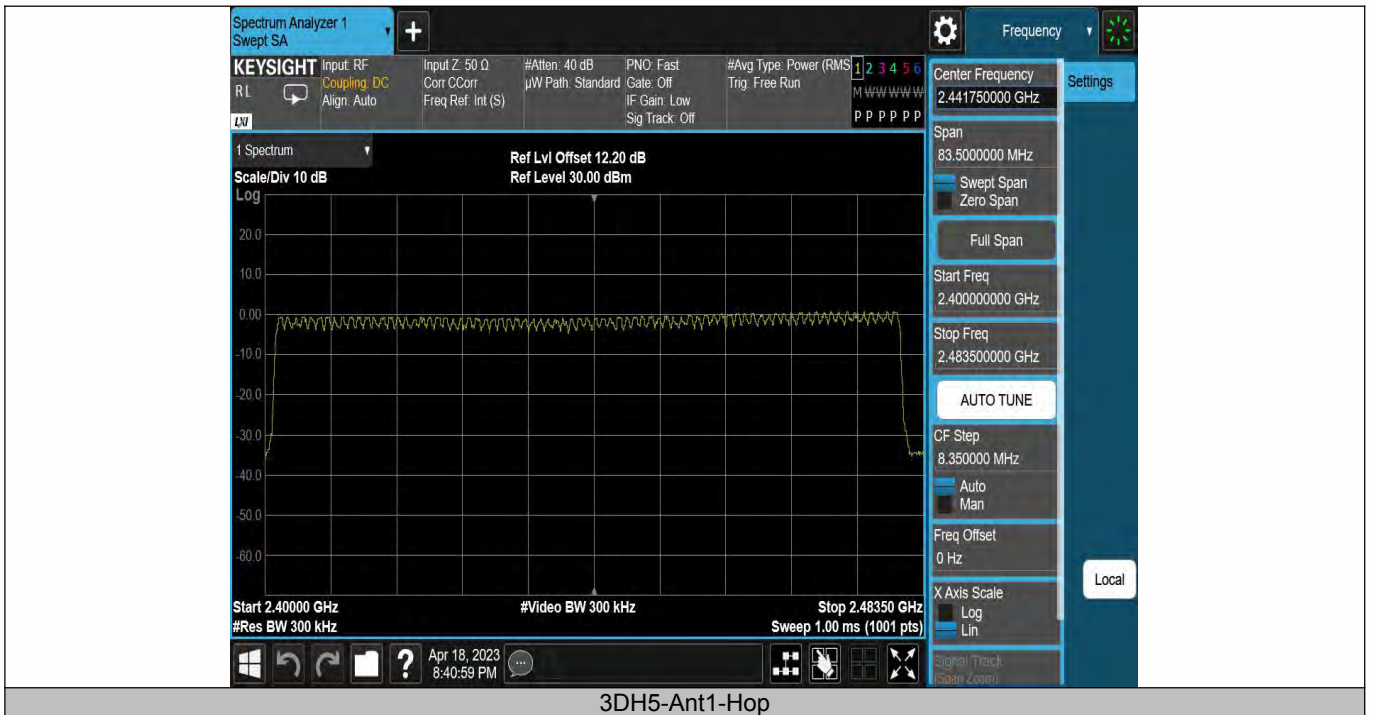 Spectrum Analyzer 1
Swept SA
+
Frequency
KEYSIGHT
RL
LXI
Input: RF
Coupling: DC
Align: Auto
Input Z: 50 Ω
Corr CCorr
Freq Ref: Int (S)
#Atten: 40 dB
µW Path: Standard
PNO: Fast
Gate: Off
IF Gain: Low
Sig Track: Off
#Avg Type: Power (RMS
Trig: Free Run
1 2 3 4 5 6
M W W W W W
P P P P P P
Center Frequency
2.441750000 GHz
Settings
1 Spectrum
Scale/Div 10 dB
Ref Lvl Offset 12.20 dB
Ref Level 30.00 dBm
Log
20.0
10.0
0.00
-10.0
-20.0
-30.0
-40.0
-50.0
-60.0
Span
83.5000000 MHz
Swept Span
Zero Span
Full Span
Start Freq
2.400000000 GHz
Stop Freq
2.483500000 GHz
AUTO TUNE
CF Step
8.350000 MHz
Auto
Man
Freq Offset
0 Hz
X Axis Scale
Log
Lin
Signal Track
(Span Zoom)
Local
Start 2.40000 GHz
#Res BW 300 kHz
#Video BW 300 kHz
Stop 2.48350 GHz
Sweep 1.00 ms (1001 pts)
?
Apr 18, 2023
8:40:59 PM
3DH5-Ant1-Hop